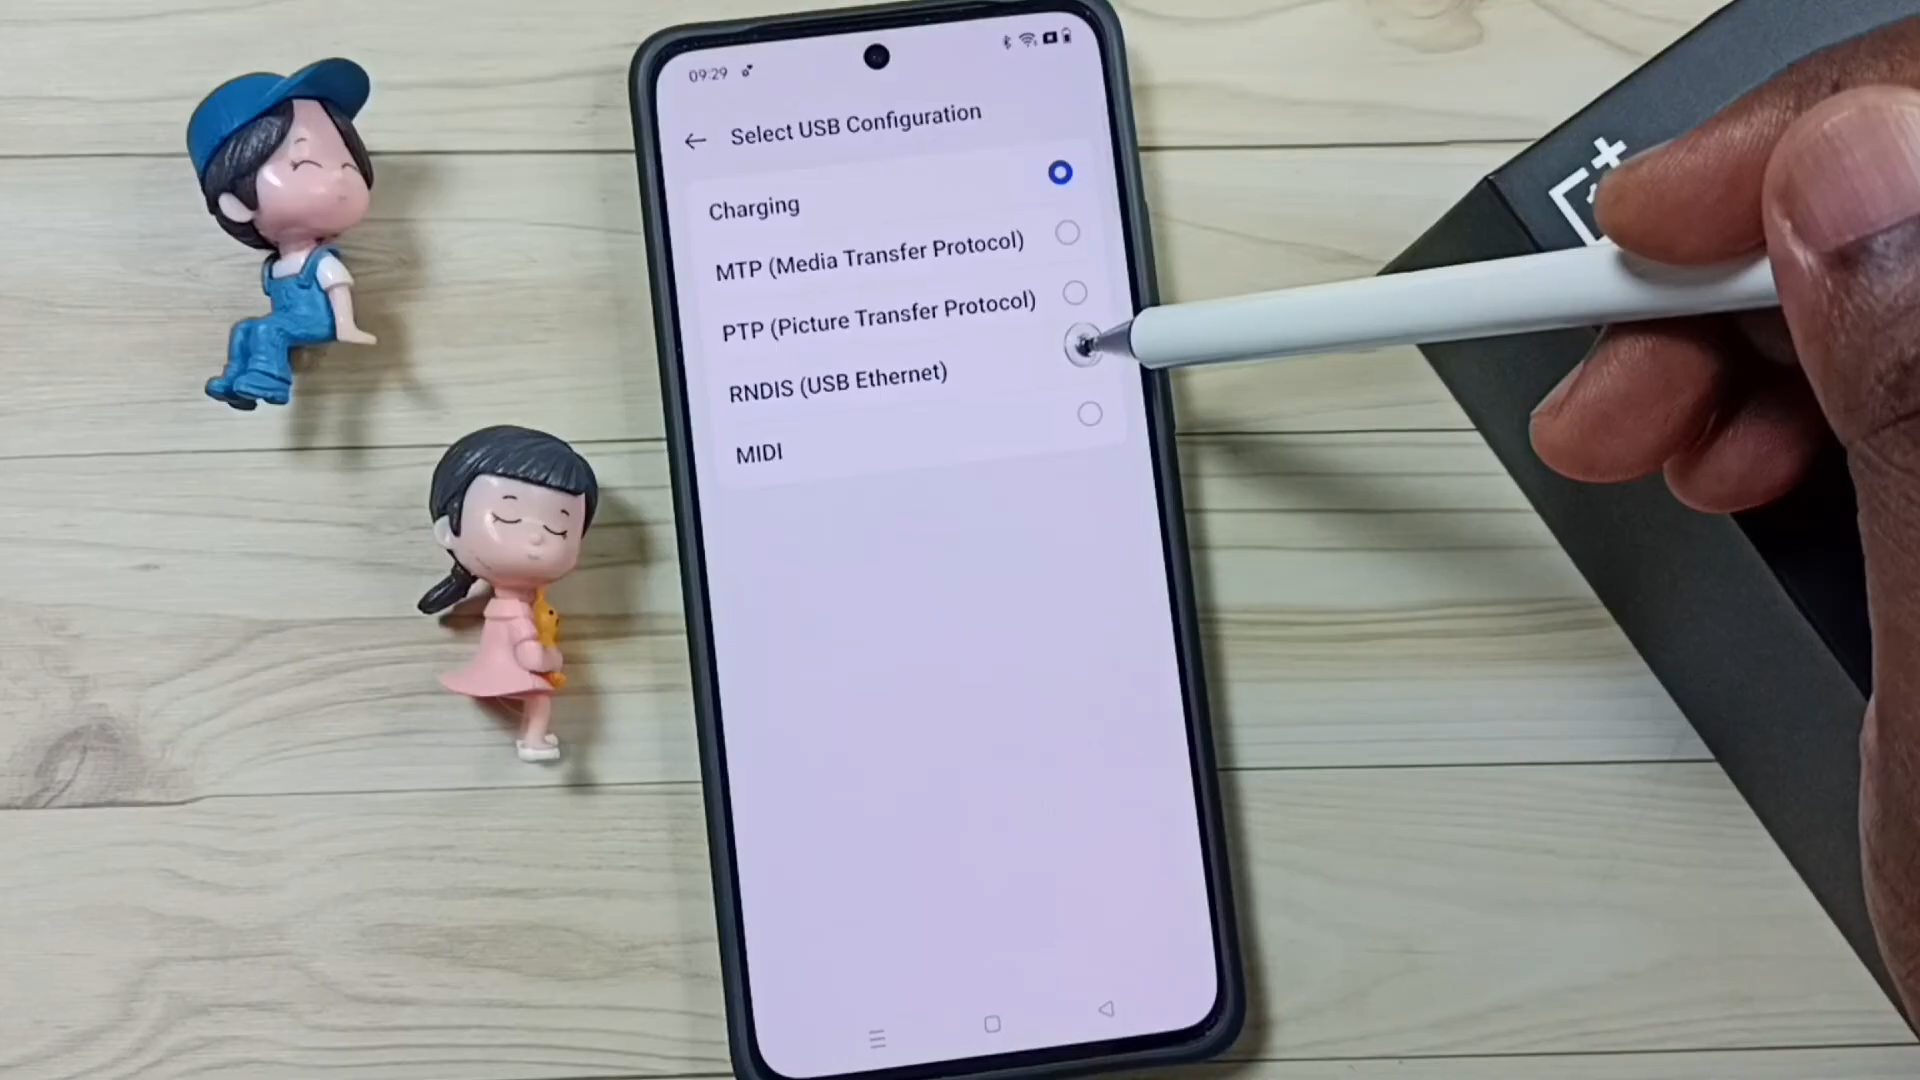 09:29
Select USB Configuration
Charging
MTP (Media Transfer Protocol)
PTP (Picture Transfer Protocol)
RNDIS (USB Ethernet)
MIDI